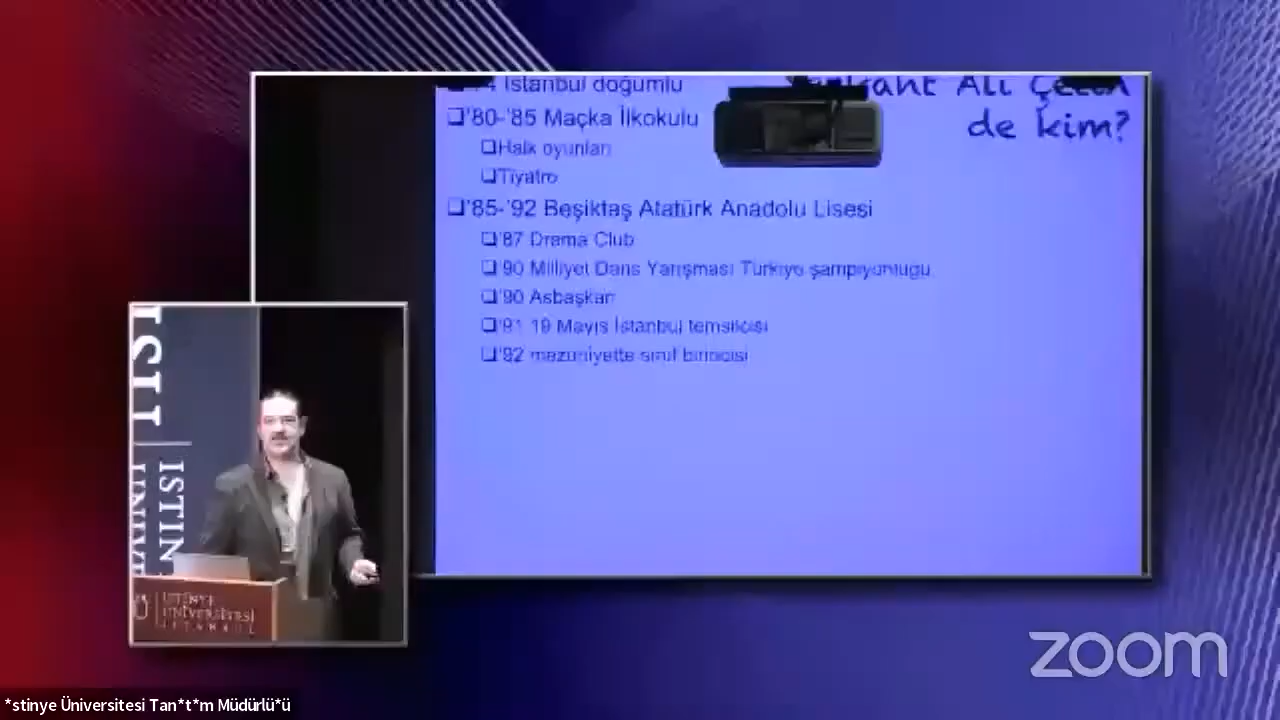 '74 İstanbul doğumlu
Ali Çetin
de kim?
❑'80-'85 Maçka İlkokulu
❑Halk oyunları
❑Tiyatro
❑'85-'92 Beşiktaş Atatürk Anadolu Lisesi
❑'87 Drama Club
❑'90 Milliyet Dans Yarışması Türkiye şampiyonluğu
❑'90 Asbaşkan
❑'91 19 Mayıs İstanbul temsilcisi
❑'92 mezuniyette sınıf birincisi
ISTIN
İSTİNYE
ÜNİVERSİTESİ
İSTANBUL
zoom
*stinye Üniversitesi Tan*t*m Müdürlü*ü